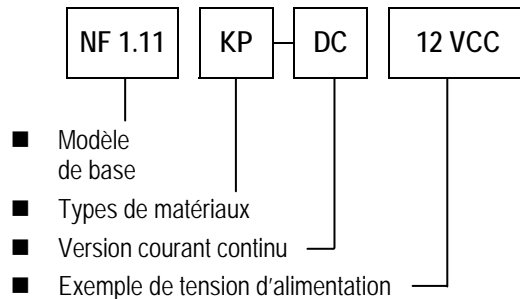 NF 1.11 KP DC 12 VCC
■ Modèle
de base
■ Types de matériaux
■ Version courant continu
■ Exemple de tension d’alimentation